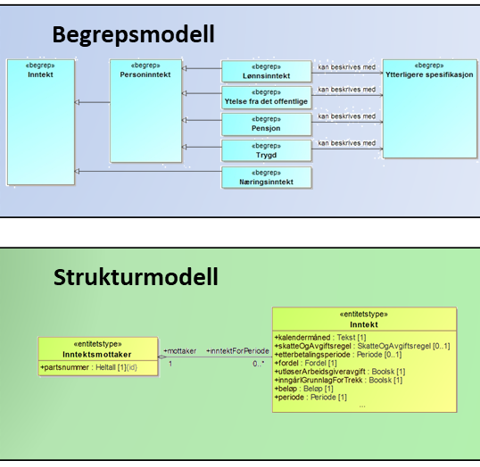 Begrepsmodell
«begrep»
Inntekt
«begrep»
Personinntekt
«begrep»
Lønnsinntekt
«begrep»
Ytelse fra det offentlige
«begrep»
Pensjon
«begrep»
Trygd
«begrep»
Næringsinntekt
kan beskrives med
kan beskrives med
kan beskrives med
kan beskrives med
«begrep»
Ytterligere spesifikasjon
Strukturmodell
«entitetstype»
Inntektsmottaker
+partsnummer : Heltall [1]{id}
+mottaker
1
+inntektForPeriode
0..*
«entitetstype»
Inntekt
+kalendermåned : Tekst [1]
+skatteOgAvgiftsregel : SkatteOgAvgiftsregel [0..1]
+etterbetalingsperiode : Periode [0..1]
+fordel : Fordel [1]
+utløserArbeidsgiveravgift : Boolsk [1]
+inngårIGrunnlagForTrekk : Boolsk [1]
+beløp : Beløp [1]
+periode : Periode [1]
...